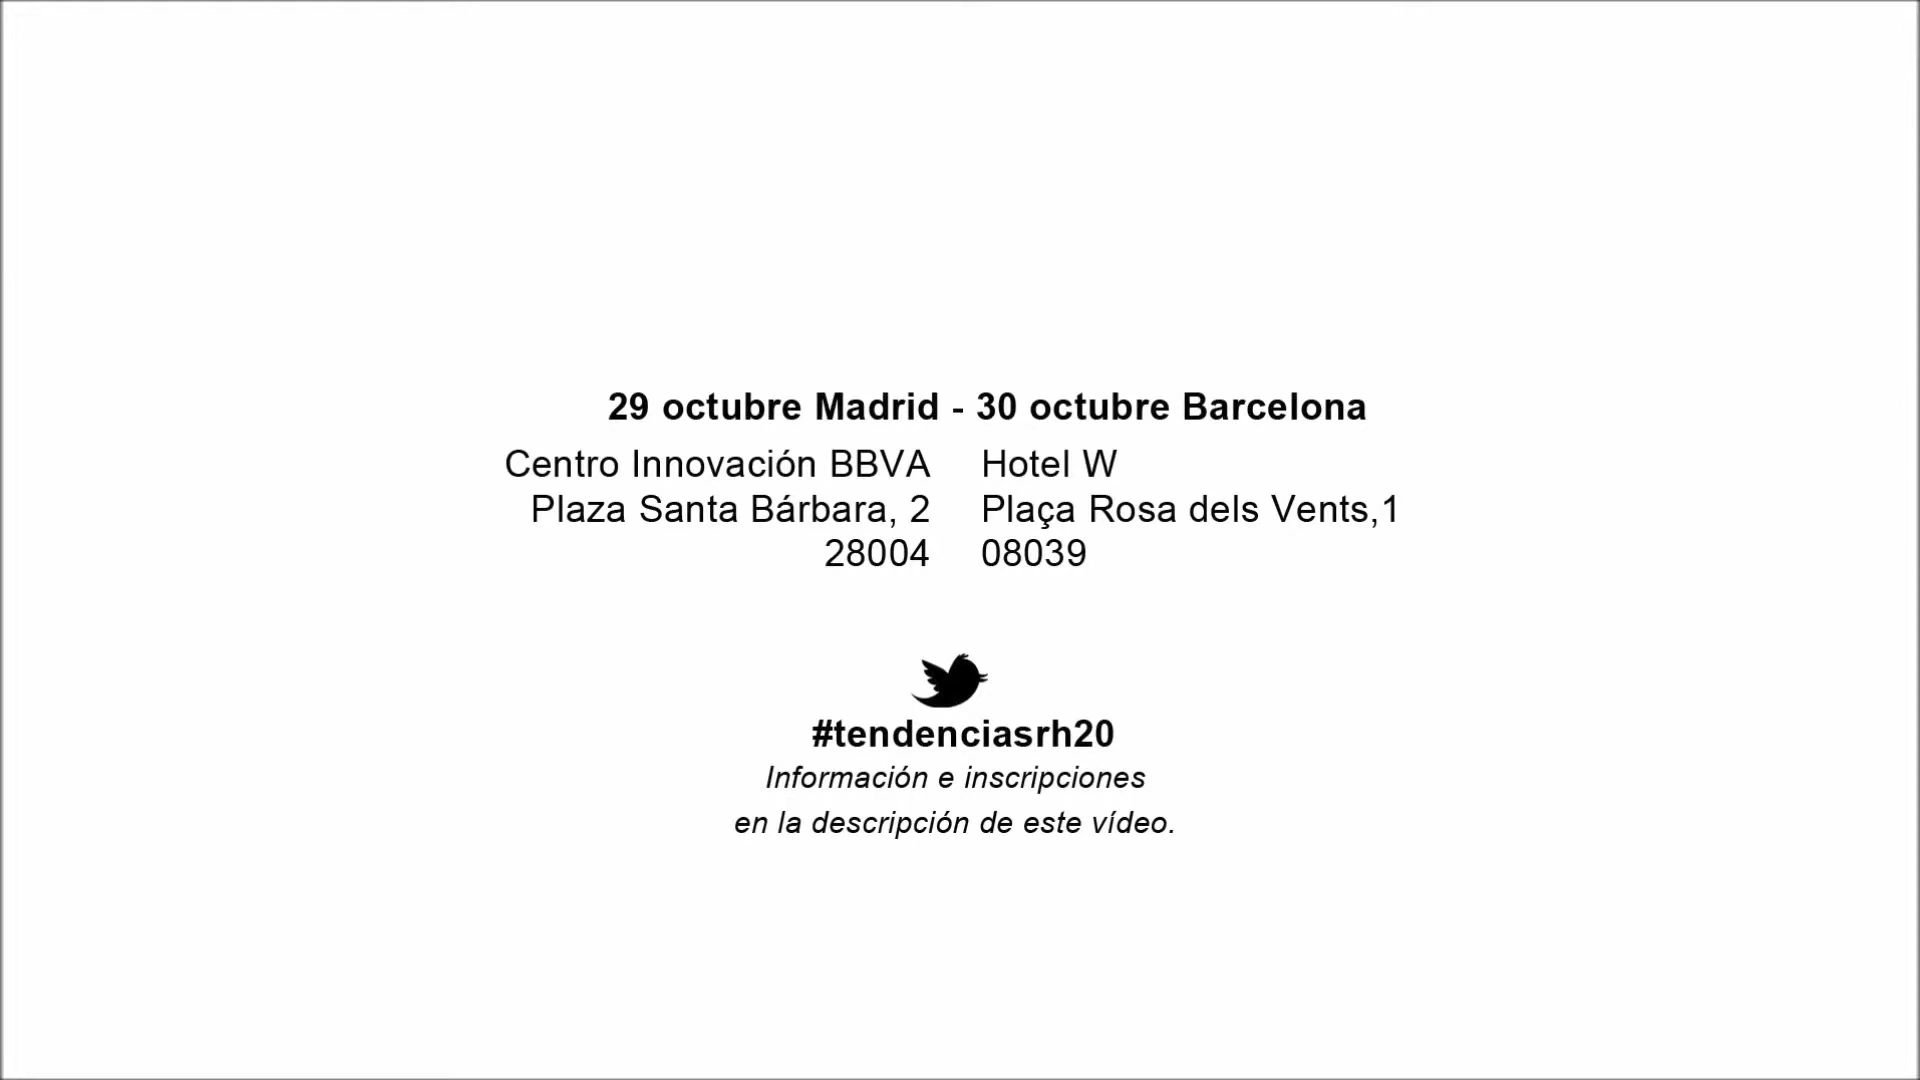 29 octubre Madrid - 30 octubre Barcelona
Centro Innovación BBVA
Plaza Santa Bárbara, 2
28004
Hotel W
Plaça Rosa dels Vents,1
08039
#tendenciasrh20
Información e inscripciones
en la descripción de este vídeo.